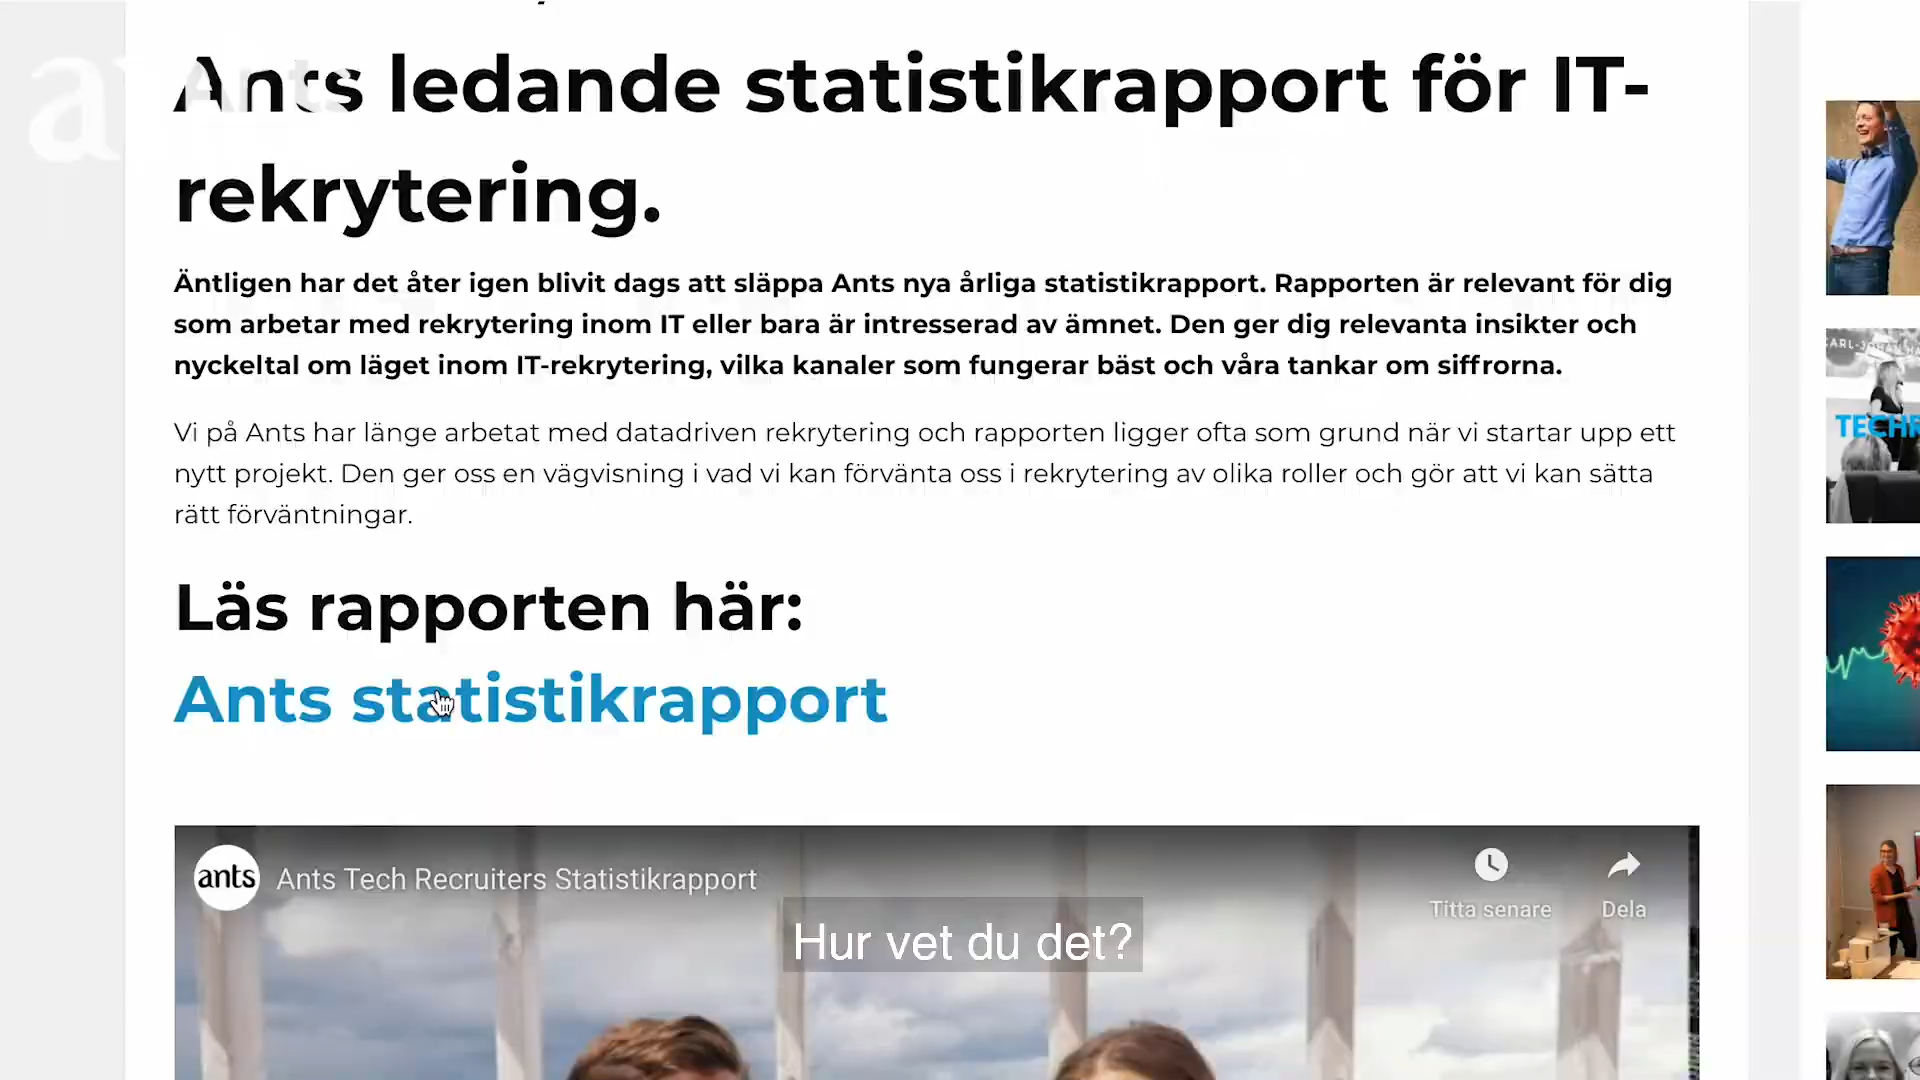 Ants ledande statistikrapport för IT-
rekrytering.
Äntligen har det åter igen blivit dags att släppa Ants nya årliga statistikrapport. Rapporten är relevant för dig
som arbetar med rekrytering inom IT eller bara är intresserad av ämnet. Den ger dig relevanta insikter och
nyckeltal om läget inom IT-rekrytering, vilka kanaler som fungerar bäst och våra tankar om siffrorna.
Vi på Ants har länge arbetat med datadriven rekrytering och rapporten ligger ofta som grund när vi startar upp ett
nytt projekt. Den ger oss en vägvisning i vad vi kan förvänta oss i rekrytering av olika roller och gör att vi kan sätta
rätt förväntningar.
Läs rapporten här:
Ants statistikrapport
ants Ants Tech Recruiters Statistikrapport
Titta senare Dela
Hur vet du det?